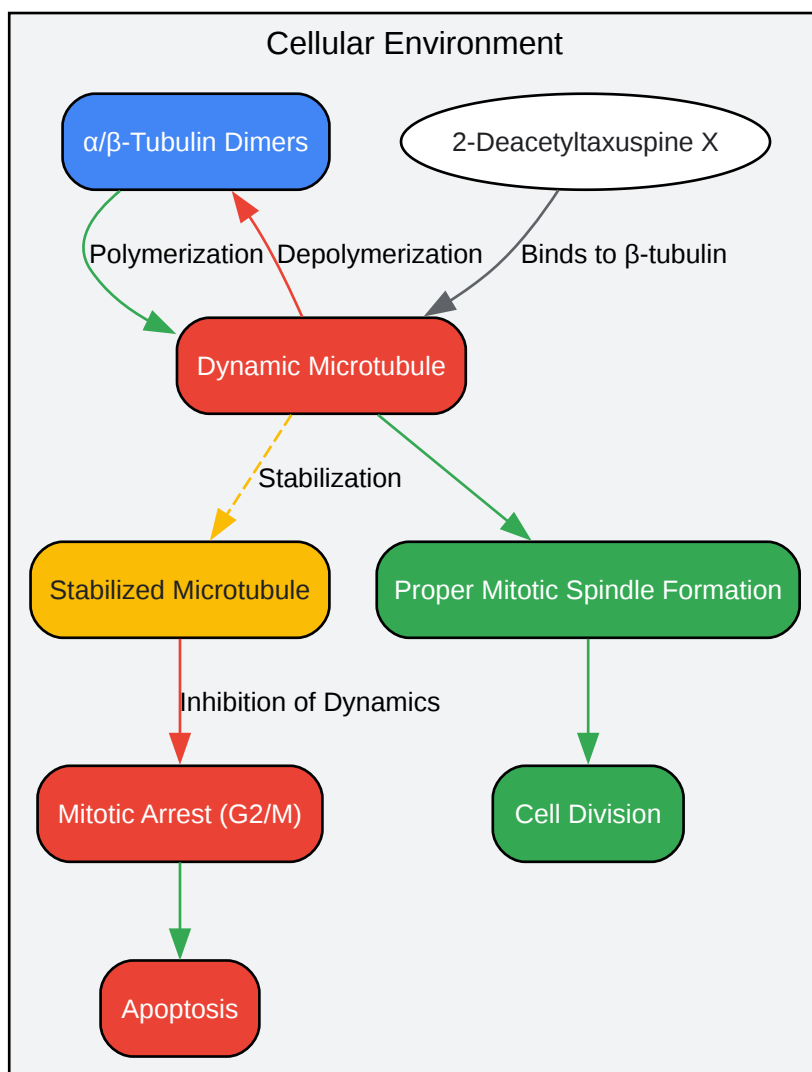 Cellular Environment
α/β-Tubulin Dimers
2-Deacetyltaxuspine X
Polymerization
Depolymerization
Binds to β-tubulin
Dynamic Microtubule
Stabilization
Stabilized Microtubule
Proper Mitotic Spindle Formation
Inhibition of Dynamics
Mitotic Arrest (G2/M)
Cell Division
Apoptosis